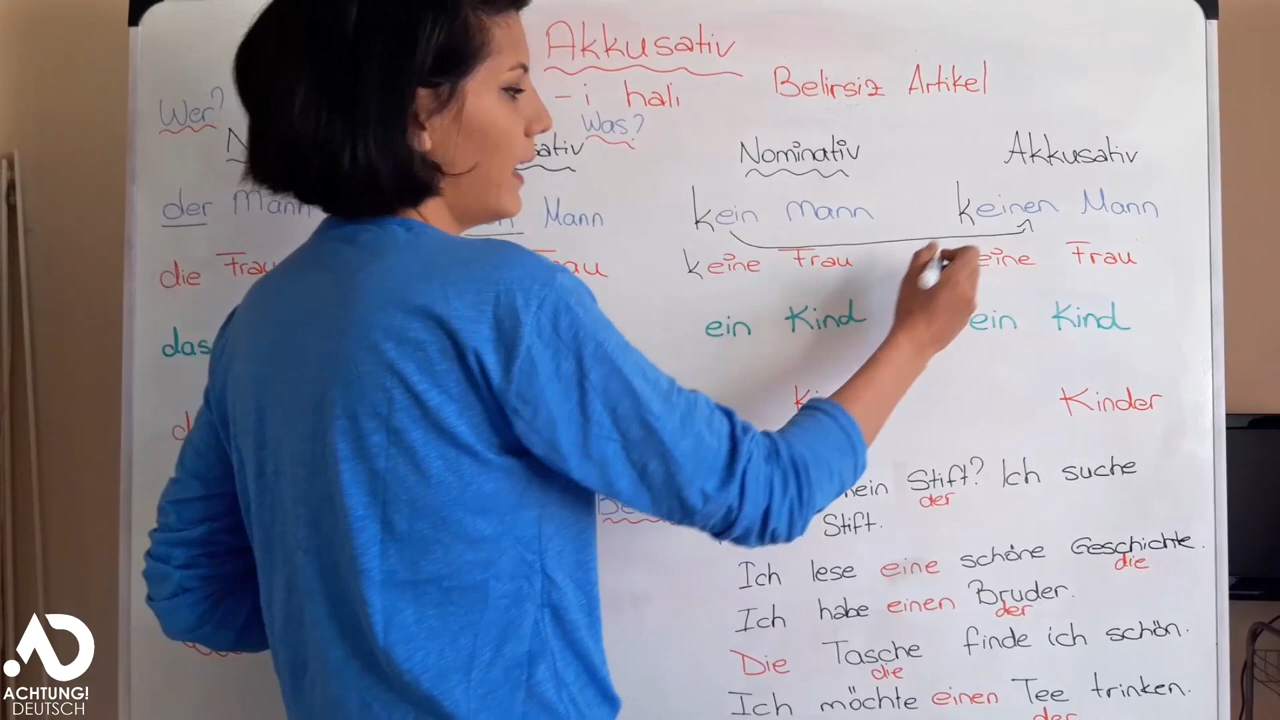 Akkusativ
-i hali
Belirsiz Artikel
Wer?
Was?
Nominativ
Akkusativ
der Mann
Mann
kein Mann
keinen Mann
die Frau
keine Frau
eine Frau
das
ein Kind
ein Kind
Kinder
Stift? Ich suche
der
Stift.
Ich lese eine schöne Geschichte.
die
Ich habe einen Bruder.
der
Die Tasche finde ich schön.
die
Ich möchte einen Tee trinken.
der
ACHTUNG!
DEUTSCH